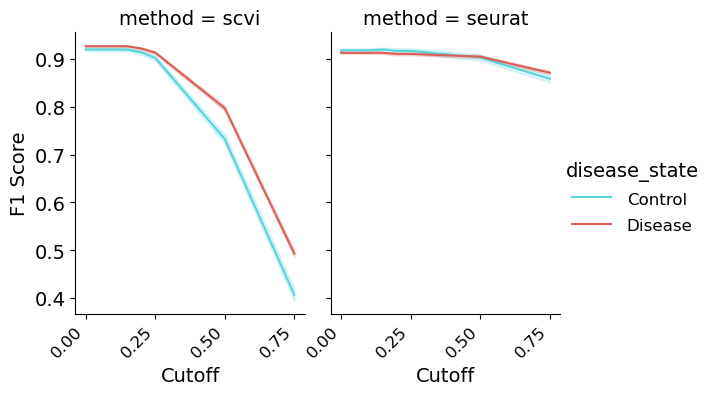 method = scvi
method = seurat
F1 Score
0.9
0.8
0.7
0.6
0.5
0.4
0.00
0.25
0.50
0.75
Cutoff
0.00
0.25
0.50
0.75
Cutoff
disease_state
Control
Disease